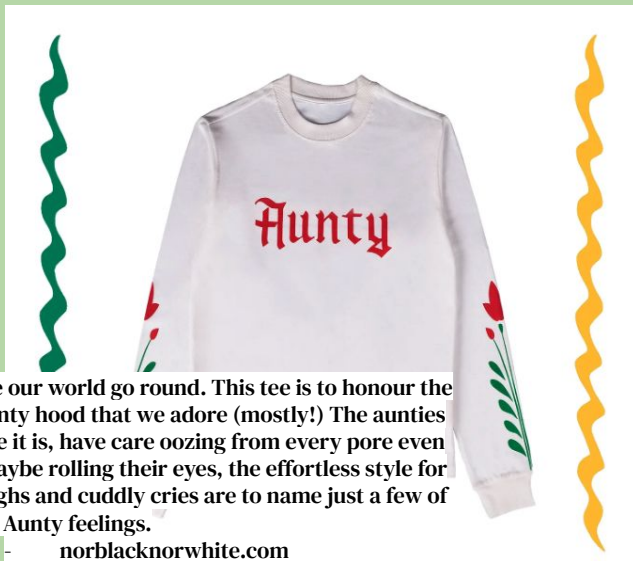 Aunty
e our world go round. This tee is to honour the
nty hood that we adore (mostly!) The aunties
e it is, have care oozing from every pore even
aybe rolling their eyes, the effortless style for
ghs and cuddly cries are to name just a few of
Aunty feelings.
- norblacknorwhite.com